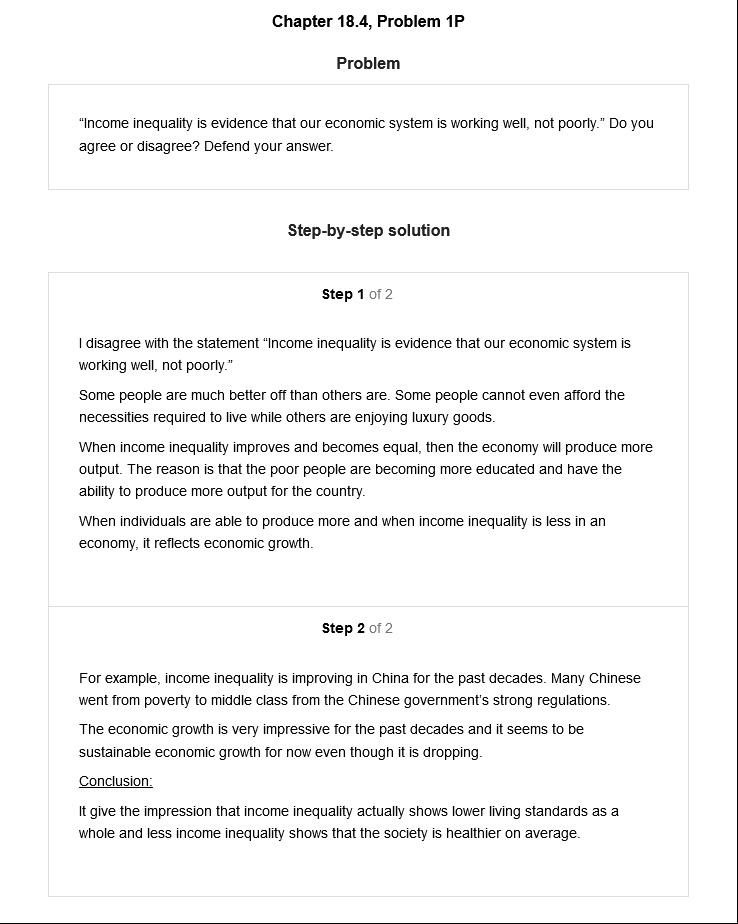 Chapter 18.4, Problem 1P
Problem
“Income inequality is evidence that our economic system is working well, not poorly.” Do you
agree or disagree? Defend your answer.
Step-by-step solution
Step 1 of 2
I disagree with the statement “Income inequality is evidence that our economic system is
working well, not poorly.”
Some people are much better off than others are. Some people cannot even afford the
necessities required to live while others are enjoying luxury goods.
When income inequality improves and becomes equal, then the economy will produce more
output. The reason is that the poor people are becoming more educated and have the
ability to produce more output for the country.
When individuals are able to produce more and when income inequality is less in an
economy, it reflects economic growth.
Step 2 of 2
For example, income inequality is improving in China for the past decades. Many Chinese
went from poverty to middle class from the Chinese government’s strong regulations.
The economic growth is very impressive for the past decades and it seems to be
sustainable economic growth for now even though it is dropping.
Conclusion:
It give the impression that income inequality actually shows lower living standards as a
whole and less income inequality shows that the society is healthier on average.